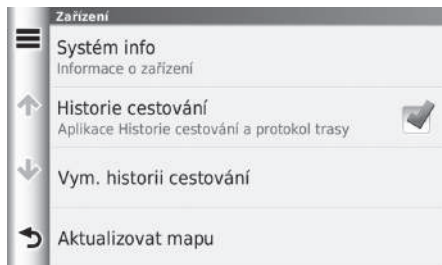 Zařízení
Systém info
Informace o zařízení
Historie cestování
Aplikace Historie cestování a protokol trasy
Vym. historii cestování
Aktualizovat mapu